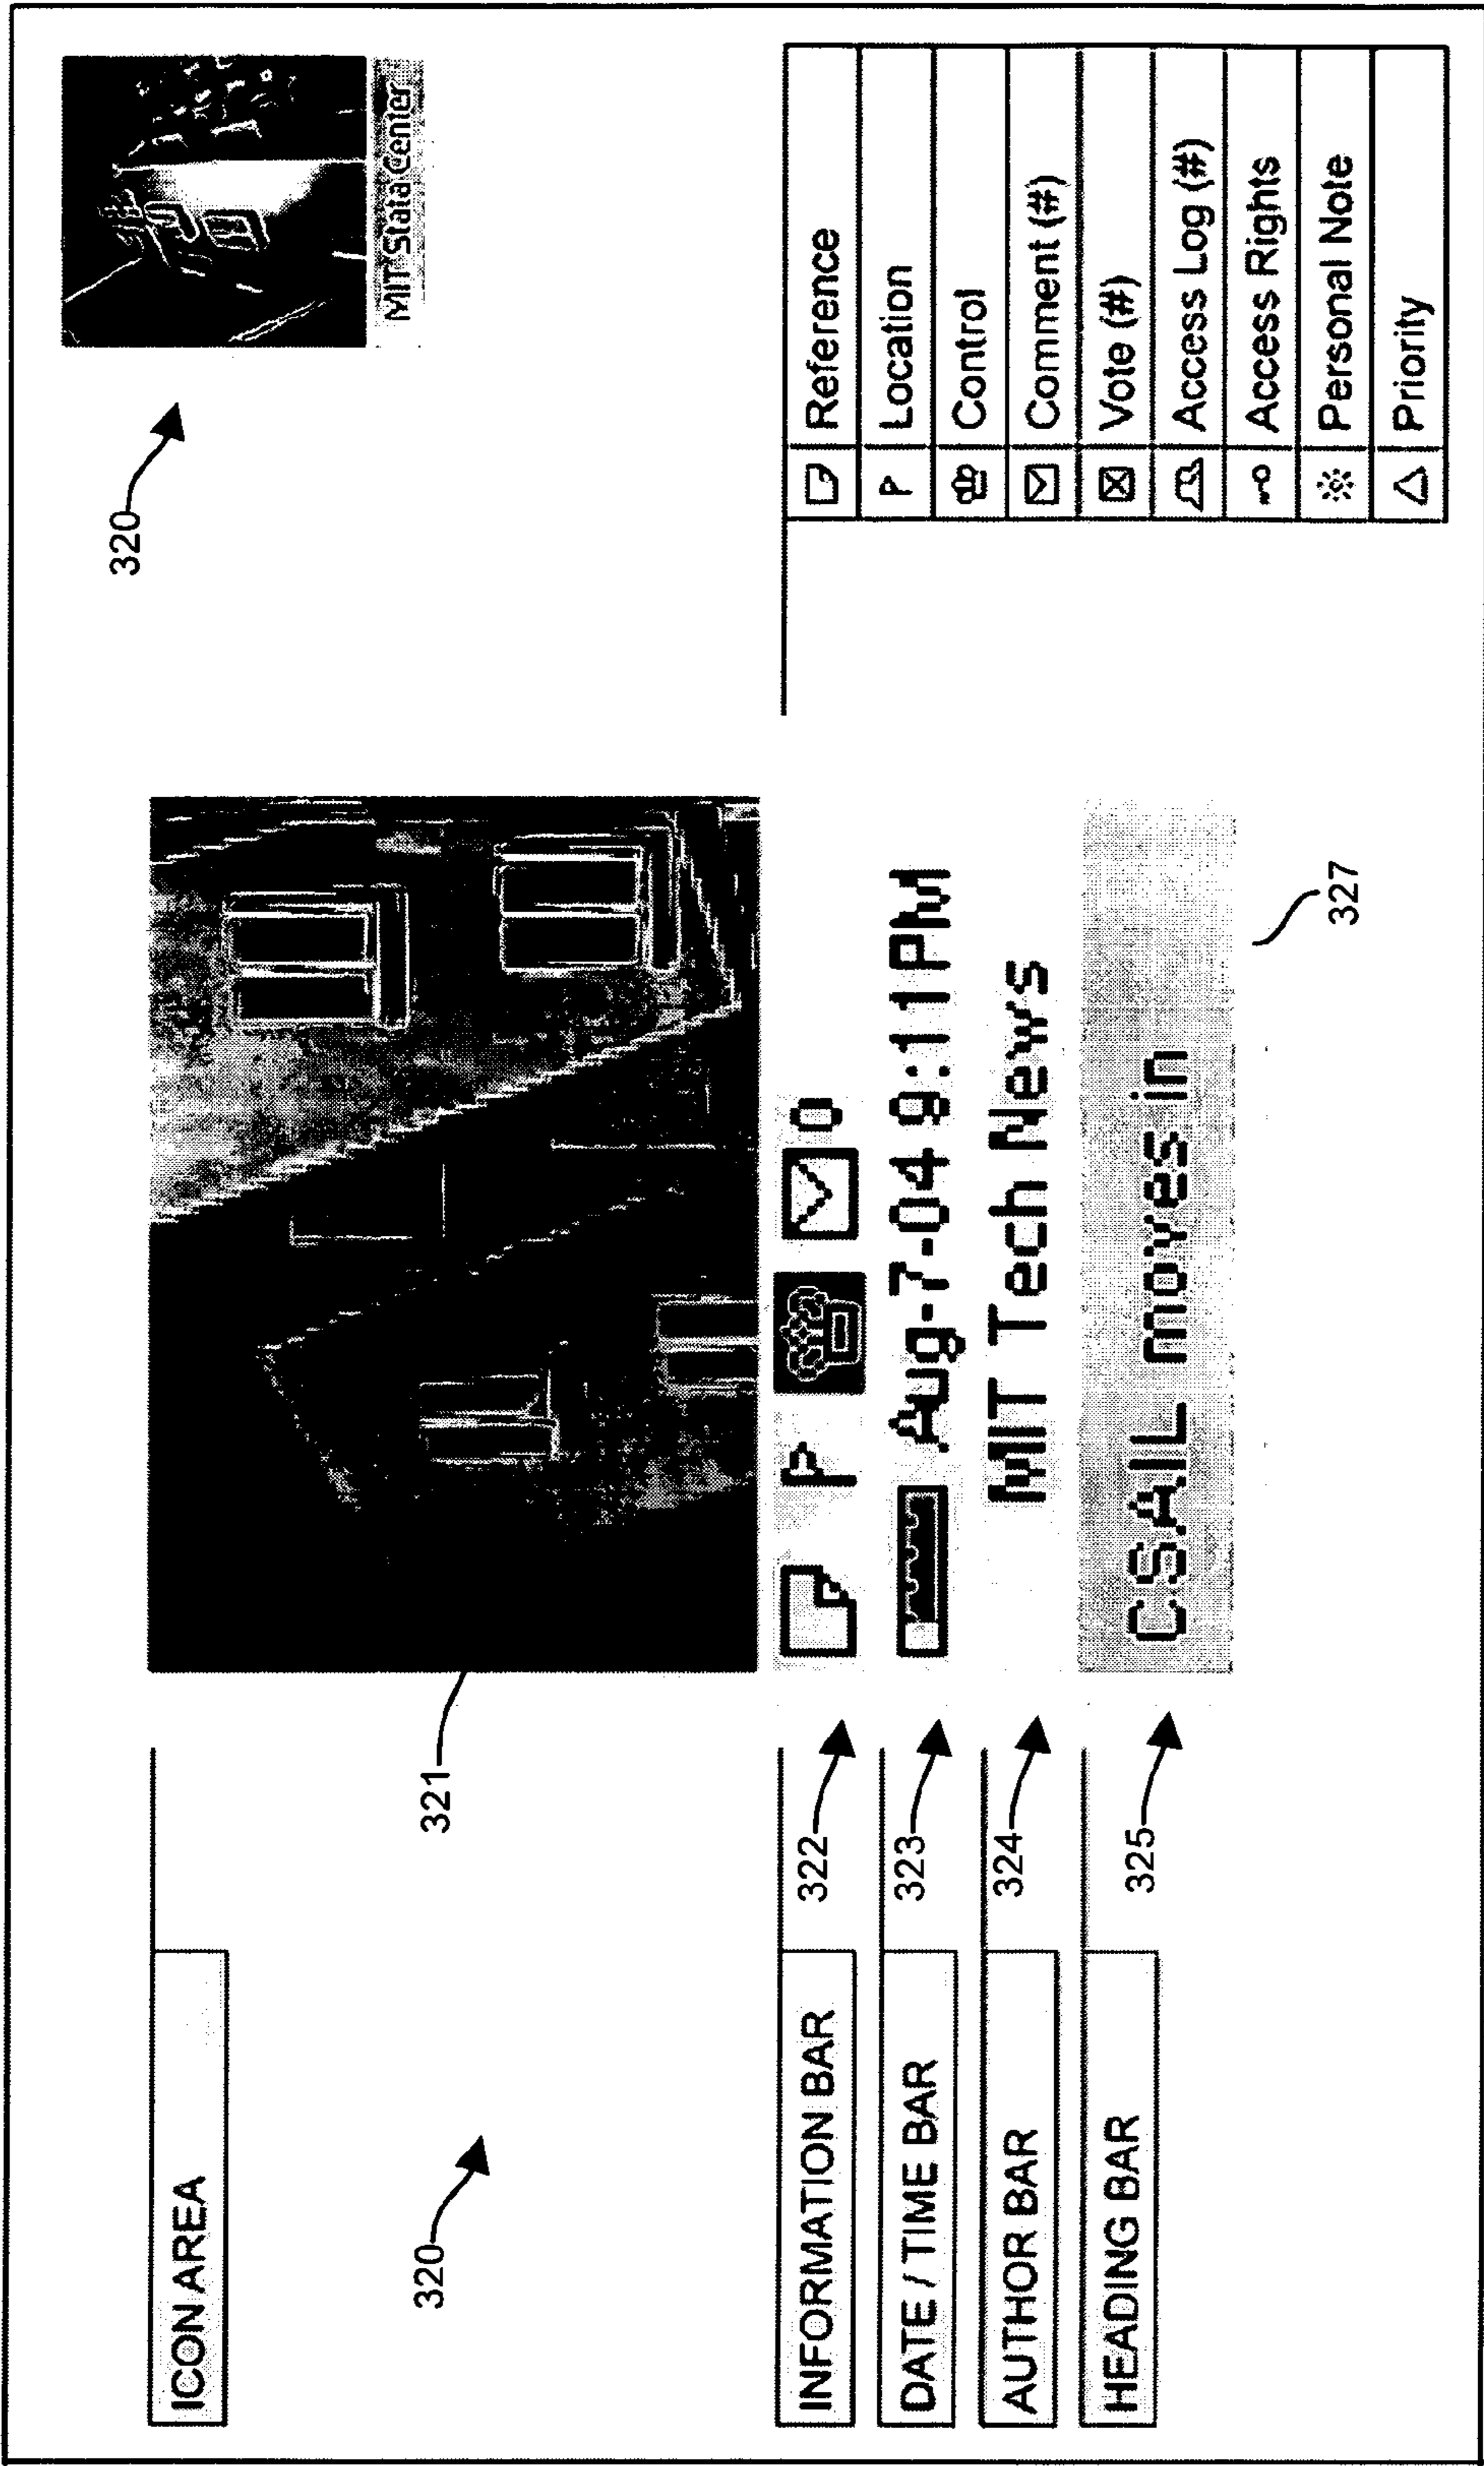 ICON AREA
320
321
INFORMATION BAR
322
0
DATE / TIME BAR
323
Aug-7-04 9:11PM
AUTHOR BAR
324
MIT Tech News
HEADING BAR
325
CSAIL moves in
327
320
MIT Stata Center
Reference
P Location
Control
Comment (#)
Vote (#)
Access Log (#)
Access Rights
Personal Note
Priority